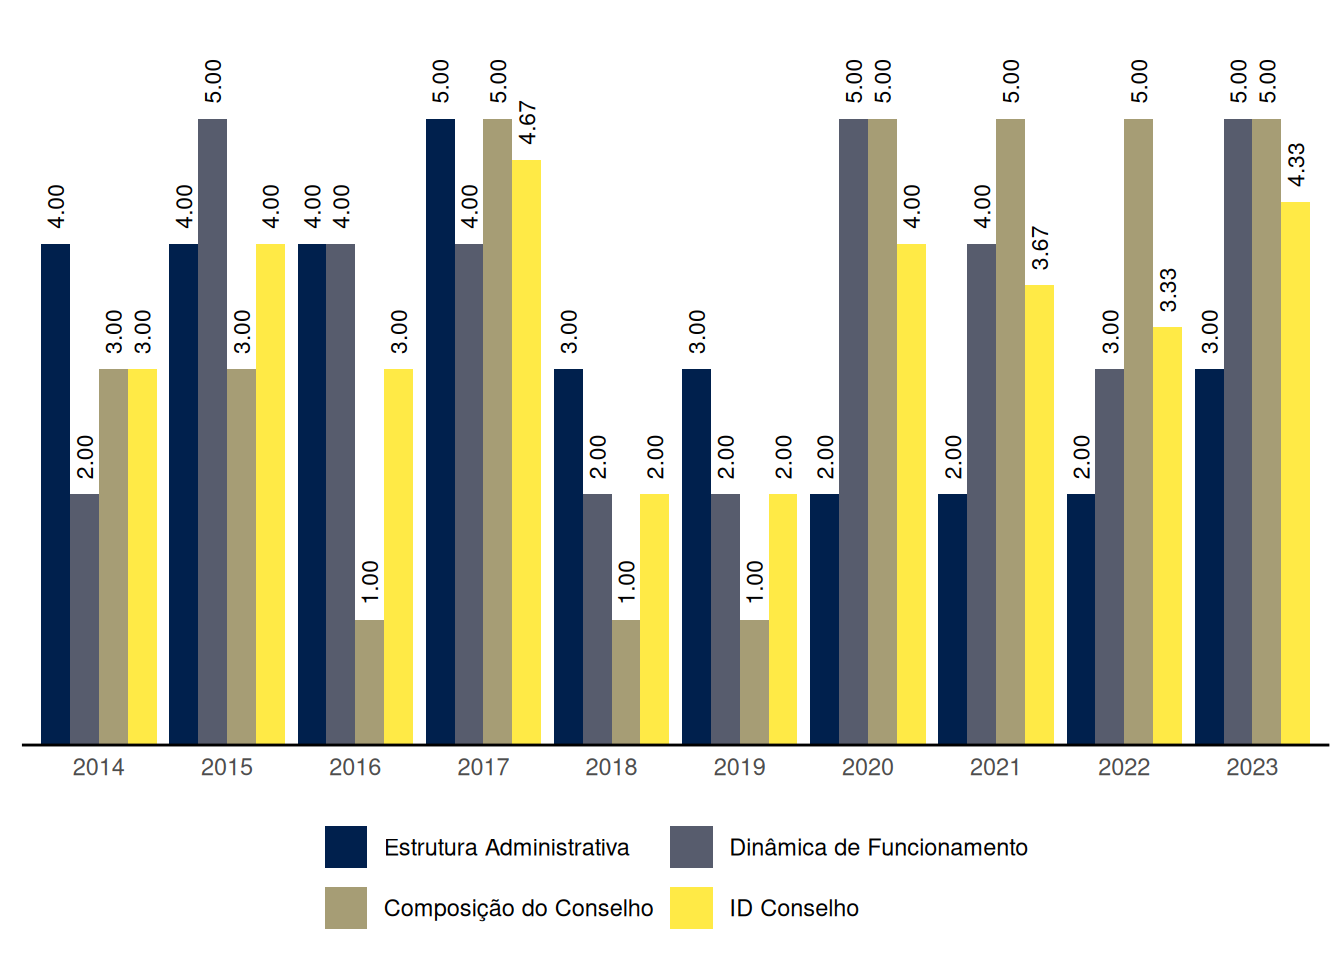 4.00 2.00 3.00 3.00 4.00 5.00 3.00 4.00 4.00 4.00 1.00 3.00 5.00 4.00 5.00 4.67 3.00 2.00 1.00 2.00 3.00 2.00 1.00 2.00 2.00 5.00 5.00 4.00 2.00 4.00 5.00 3.67 2.00 3.00 5.00 3.33 3.00 5.00 5.00 4.33
2014 2015 2016 2017 2018 2019 2020 2021 2022 2023
Estrutura Administrativa Dinâmica de Funcionamento
Composição do Conselho ID Conselho